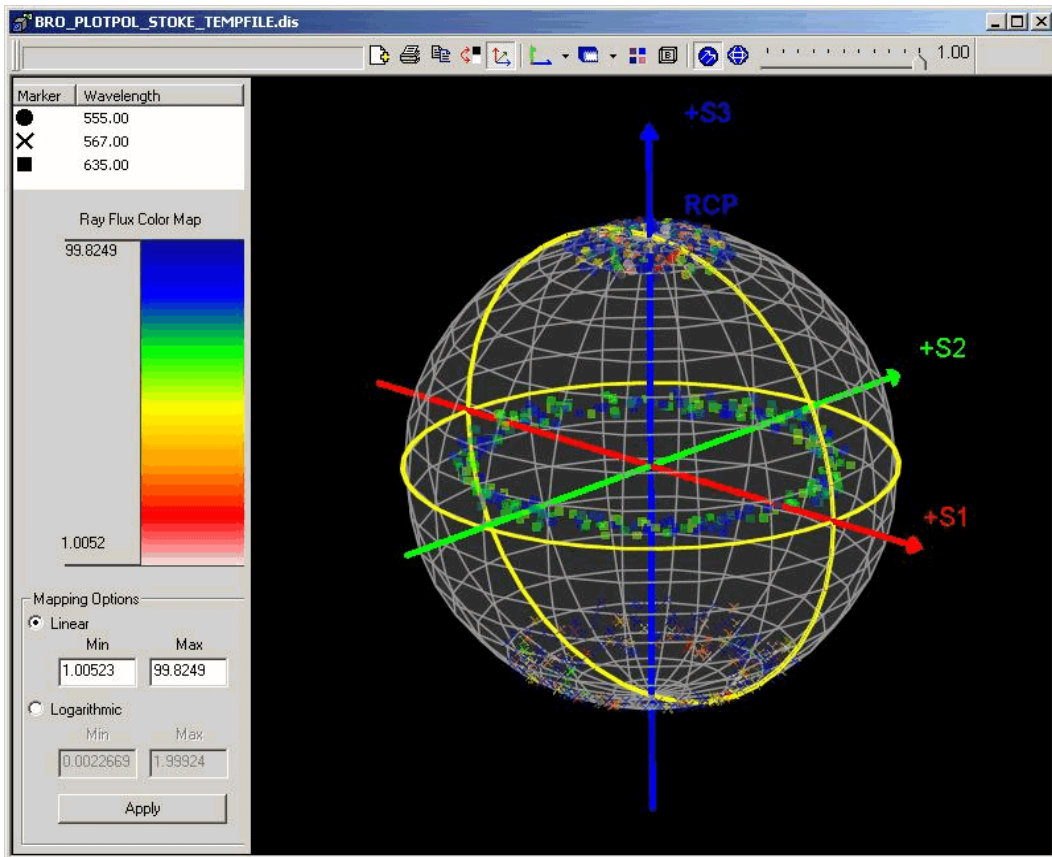 BRO_PLOTPOL_STOKE_TEMPFILE.dis
1.00
Marker Wavelength
555.00
567.00
635.00
Ray Flux Color Map
99.8249
1.0052
Mapping Options
Linear
Min Max
1.00523 99.8249
Logarithmic
Min Max
0.0022669 1.99924
Apply
+S3
RCP
+S2
+S1